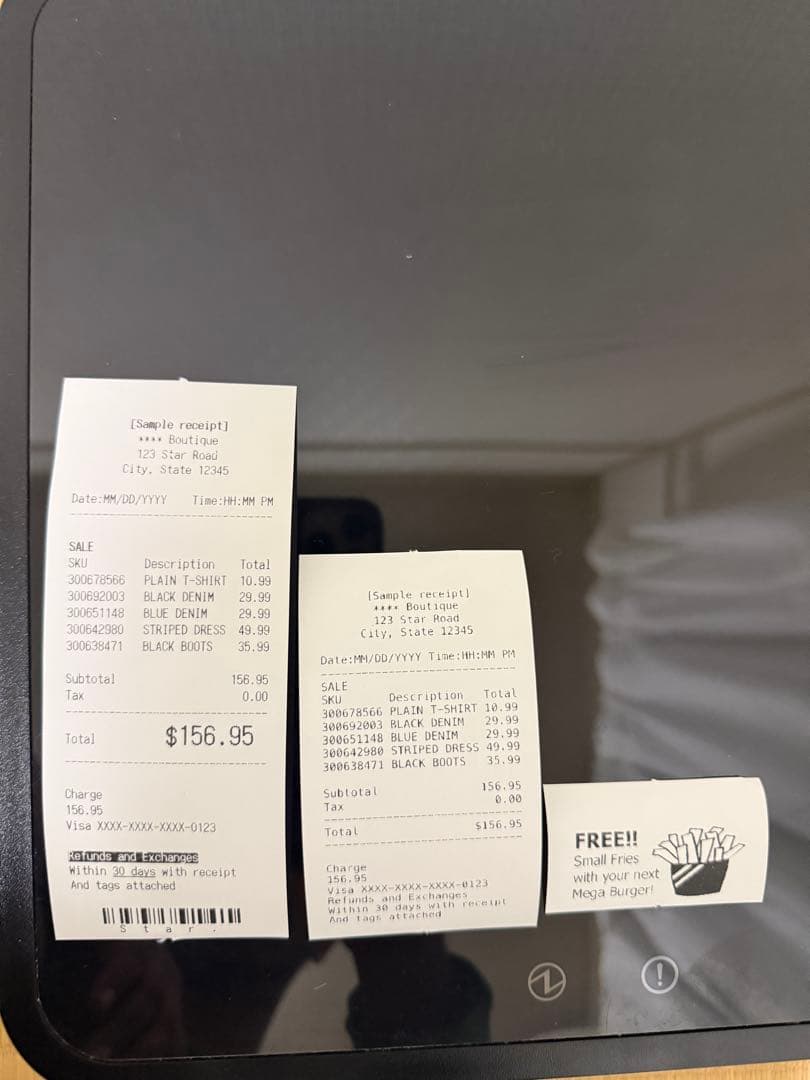 [Sample receipt]
**** Boutique
123 Star Road
City, State 12345
Date:MM/DD/YYYY Time:HH:MM PM
SALE
SKU Description Total
300678566 PLAIN T-SHIRT 10.99
300692003 BLACK DENIM 29.99
300651148 BLUE DENIM 29.99
300642980 STRIPED DRESS 49.99
300638471 BLACK BOOTS 35.99
Subtotal 156.95
Tax 0.00
Total $156.95
Charge
156.95
Visa XXXX-XXXX-XXXX-0123
Refunds and Exchanges
Within 30 days with receipt
And tags attached
Star.
[Sample receipt]
**** Boutique
123 Star Road
City, State 12345
Date:MM/DD/YYYY Time:HH:MM PM
SALE
SKU Description Total
300678566 PLAIN T-SHIRT 10.99
300692003 BLACK DENIM 29.99
300651148 BLUE DENIM 29.99
300642980 STRIPED DRESS 49.99
300638471 BLACK BOOTS 35.99
Subtotal 156.95
Tax 0.00
Total $156.95
Charge
156.95
Visa XXXX-XXXX-XXXX-0123
Refunds and Exchanges
Within 30 days with receipt
And tags attached
FREE!!
Small Fries
with your next
Mega Burger!